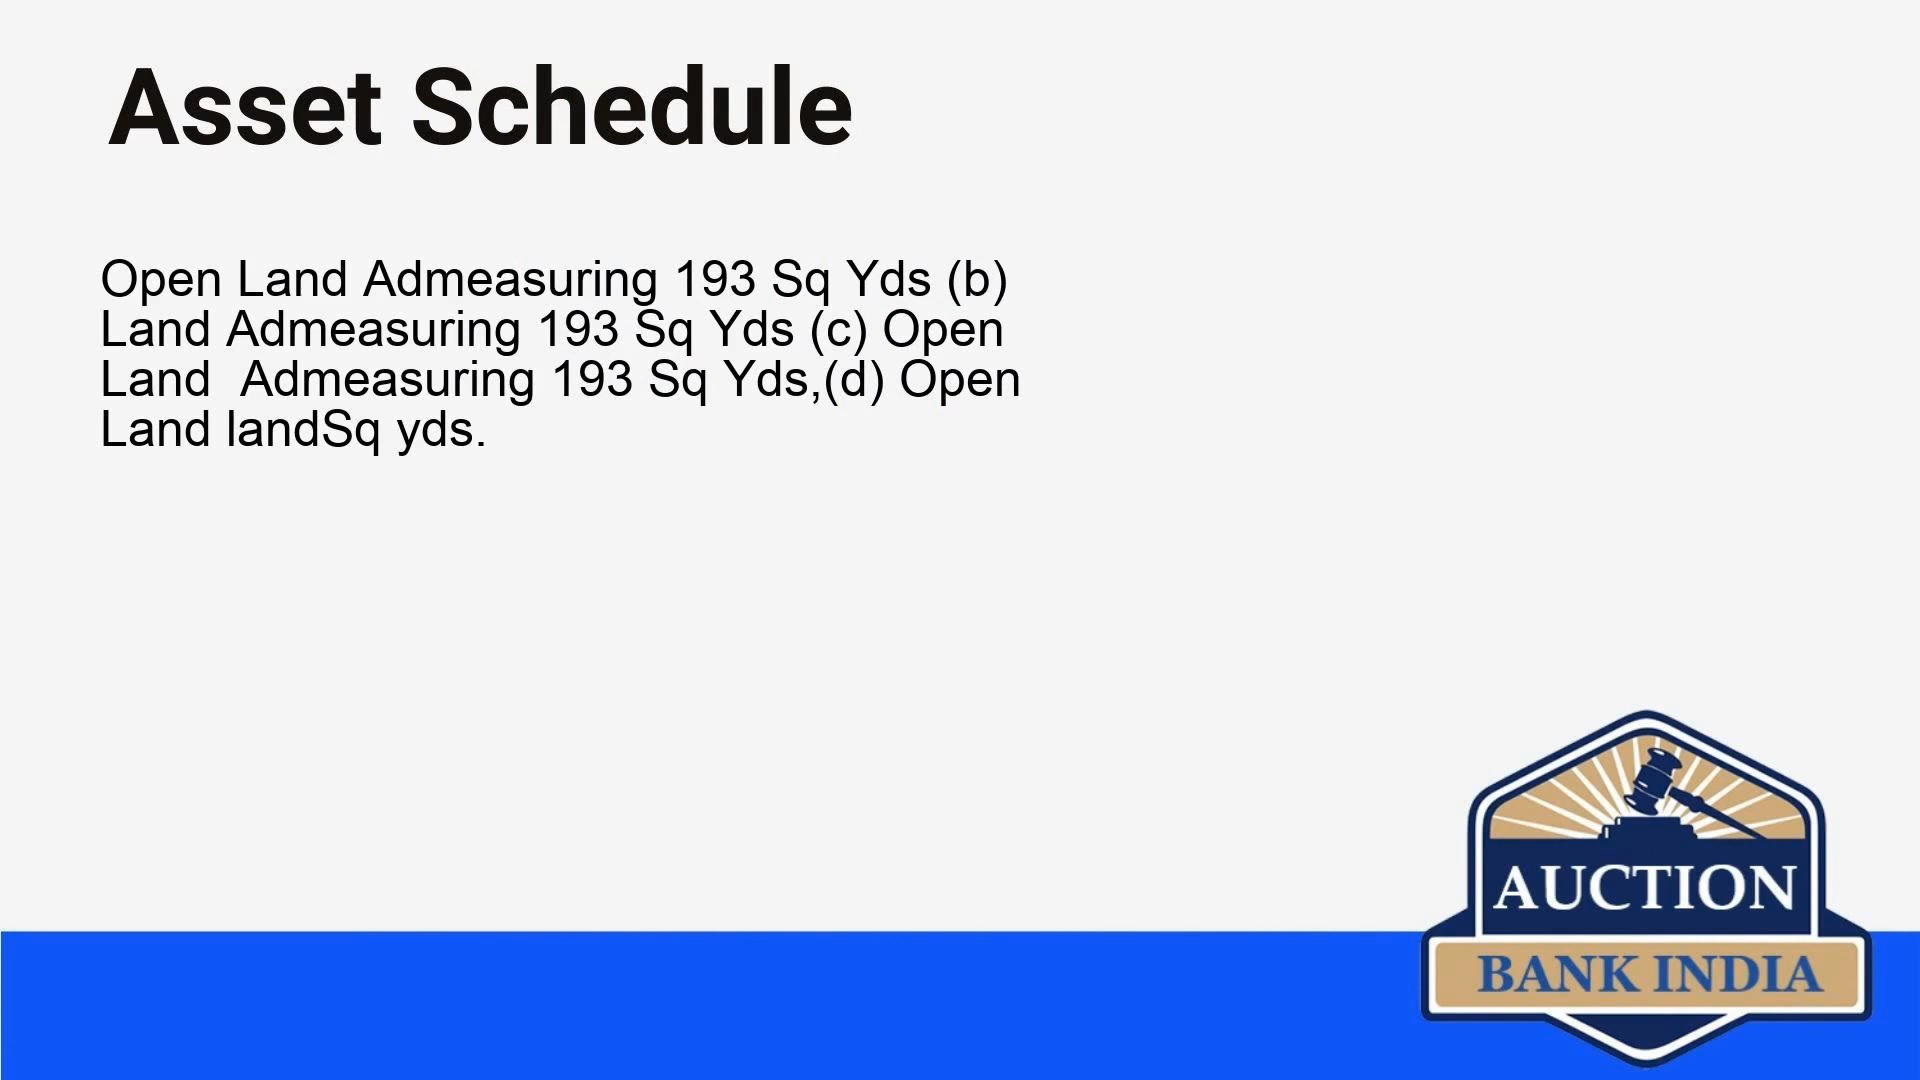 Asset Schedule
Open Land Admeasuring 193 Sq Yds (b)
Land Admeasuring 193 Sq Yds (c) Open
Land  Admeasuring 193 Sq Yds,(d) Open
Land landSq yds.
AUCTION
BANK INDIA